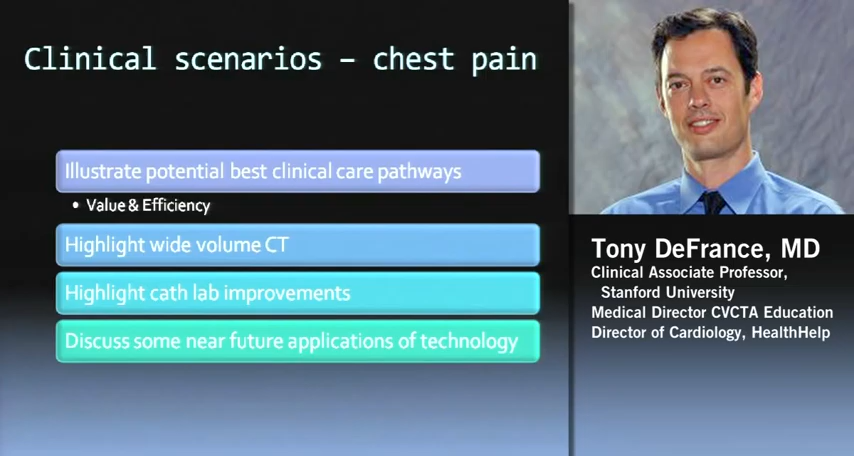 Clinical scenarios – chest pain
Illustrate potential best clinical care pathways
• Value & Efficiency
Highlight wide volume CT
Highlight cath lab improvements
Discuss some near future applications of technology
Tony DeFrance, MD
Clinical Associate Professor,
Stanford University
Medical Director CVCTA Education
Director of Cardiology, HealthHelp